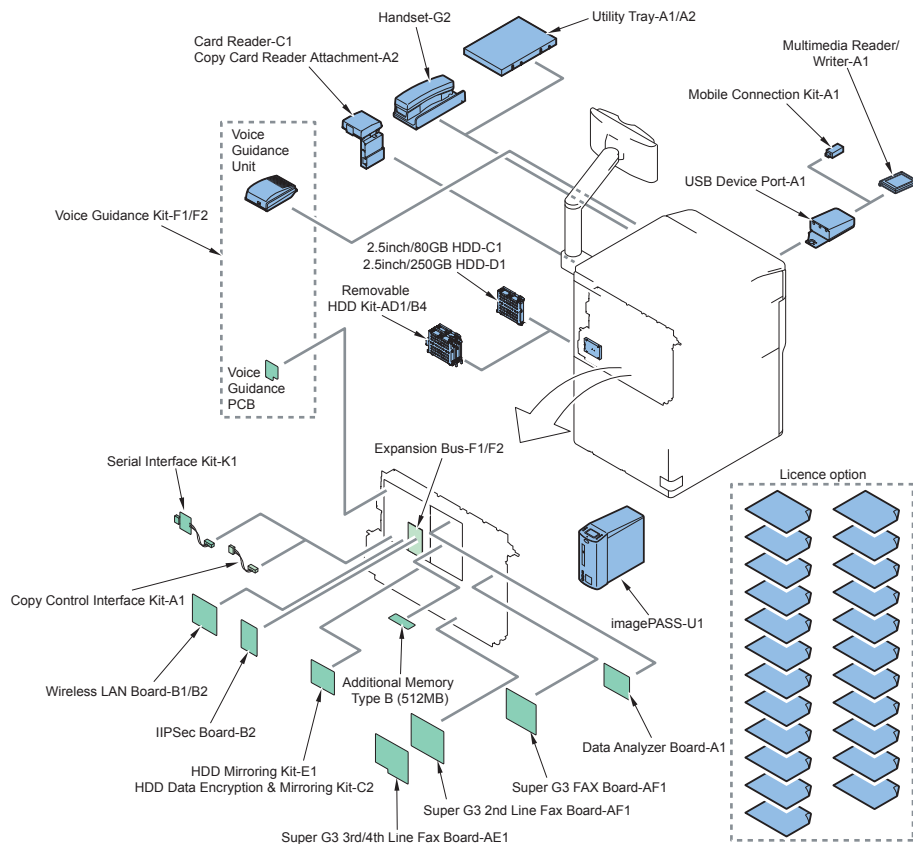 Handset-G2
Utility Tray-A1/A2
Card Reader-C1
Copy Card Reader Attachment-A2
Multimedia Reader/
Writer-A1
Mobile Connection Kit-A1
Voice
Guidance
Unit
USB Device Port-A1
Voice Guidance Kit-F1/F2
2.5inch/80GB HDD-C1
2.5inch/250GB HDD-D1
Removable
HDD Kit-AD1/B4
Voice
Guidance
PCB
Expansion Bus-F1/F2
Serial Interface Kit-K1
Licence option
Copy Control Interface Kit-A1
imagePASS-U1
Wireless LAN Board-B1/B2
Additional Memory
Type B (512MB)
IIPSec Board-B2
Data Analyzer Board-A1
HDD Mirroring Kit-E1
HDD Data Encryption & Mirroring Kit-C2
Super G3 FAX Board-AF1
Super G3 2nd Line Fax Board-AF1
Super G3 3rd/4th Line Fax Board-AE1